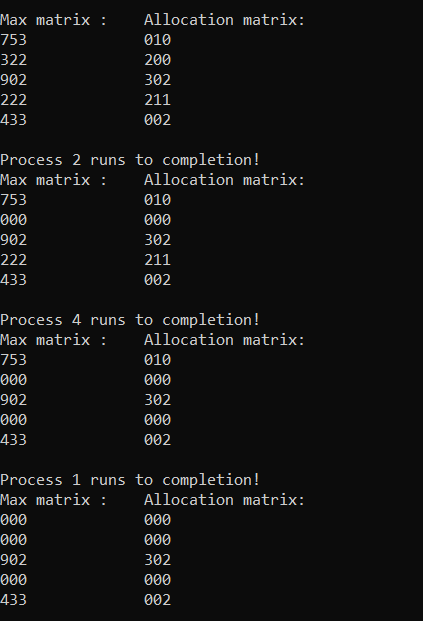 Max matrix :    Allocation matrix:
753             010
322             200
902             302
222             211
433             002

Process 2 runs to completion!
Max matrix :    Allocation matrix:
753             010
000             000
902             302
222             211
433             002

Process 4 runs to completion!
Max matrix :    Allocation matrix:
753             010
000             000
902             302
000             000
433             002

Process 1 runs to completion!
Max matrix :    Allocation matrix:
000             000
000             000
902             302
000             000
433             002